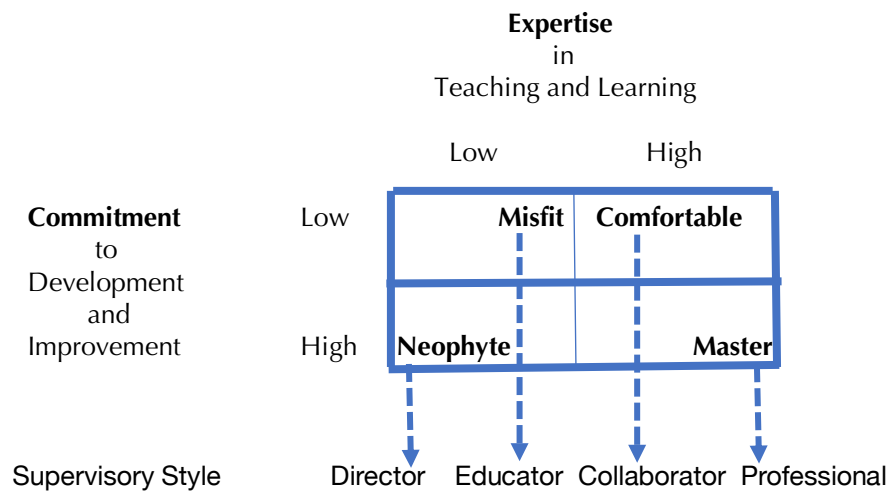 Expertise
in
Teaching and Learning
Low High
Commitment
to
Development
and
Improvement
Low Misfit Comfortable
High Neophyte Master
Supervisory Style Director Educator Collaborator Professional